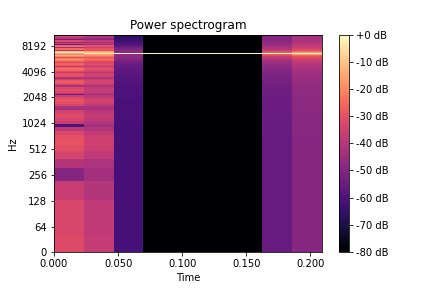 Power spectrogram
Hz
8192
4096
2048
1024
512
256
128
64
0
0.000 0.050 0.100 0.150 0.200
Time
+0 dB
-10 dB
-20 dB
-30 dB
-40 dB
-50 dB
-60 dB
-70 dB
-80 dB